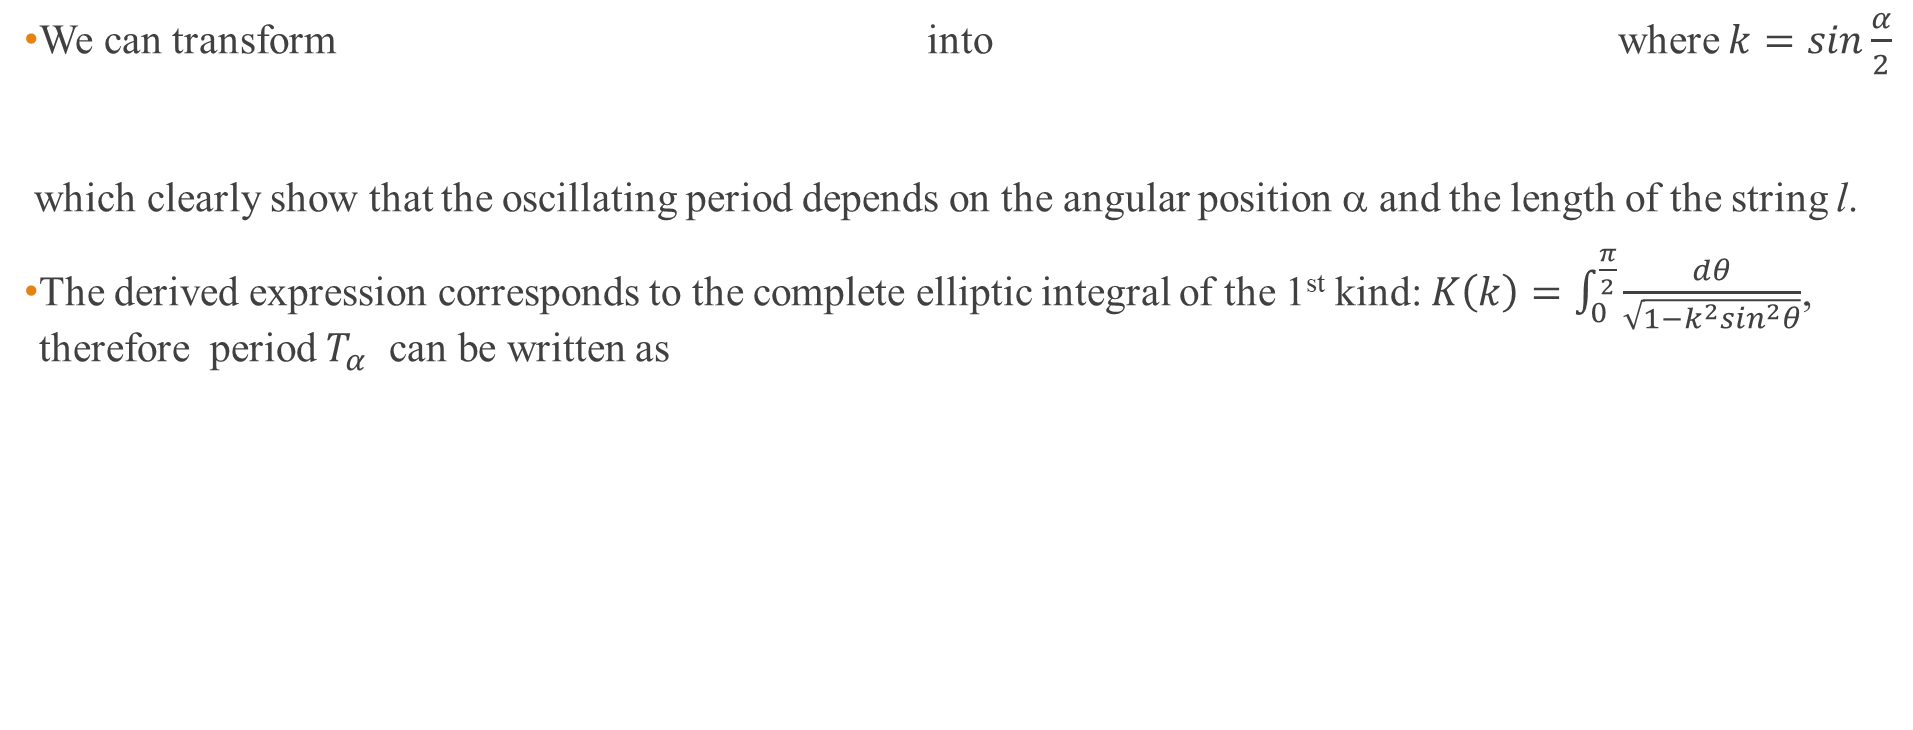 •We can transform into where k = sin α/2
which clearly show that the oscillating period depends on the angular position α and the length of the string l.
•The derived expression corresponds to the complete elliptic integral of the 1st kind: K(k) = ∫₀^(π/2) dθ/√(1−k²sin²θ),
therefore period Tα can be written as